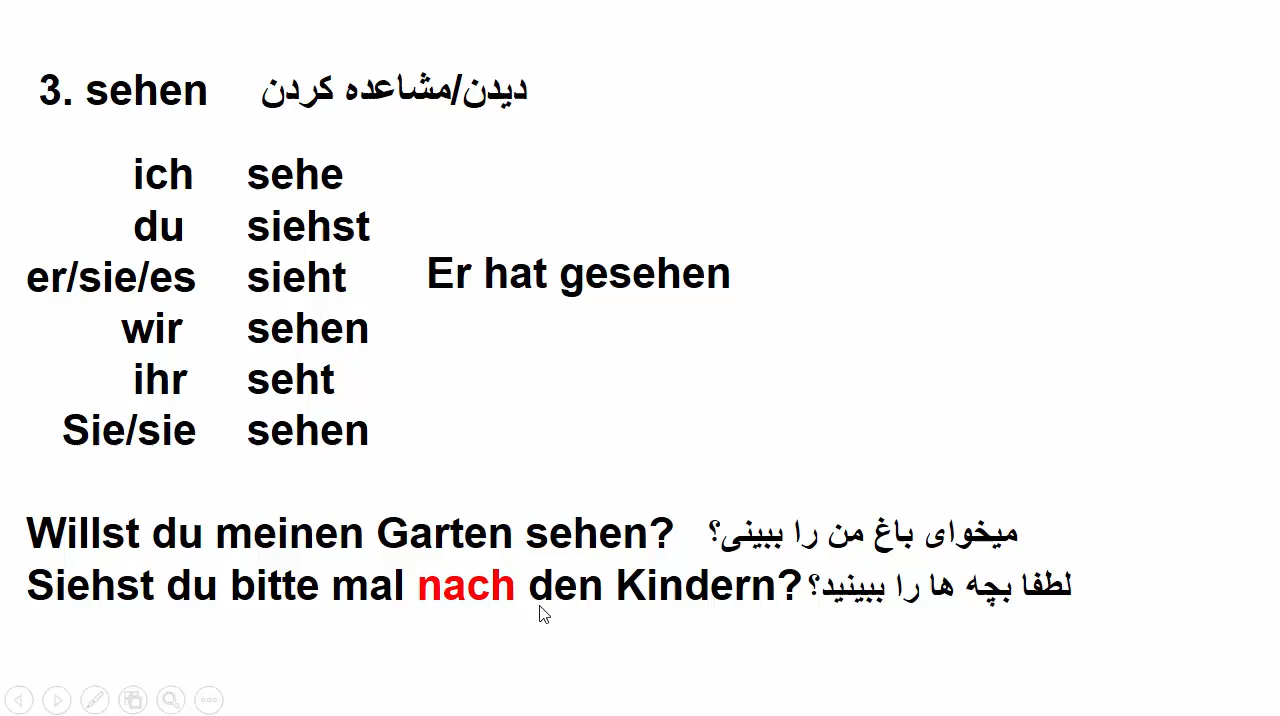 3. sehen دیدن/مشاعده کردن
ich sehe
du siehst
er/sie/es sieht Er hat gesehen
wir sehen
ihr seht
Sie/sie sehen
Willst du meinen Garten sehen? میخوای باغ من را ببینی؟
Siehst du bitte mal nach den Kindern? لطفا بچه ها را ببینید؟